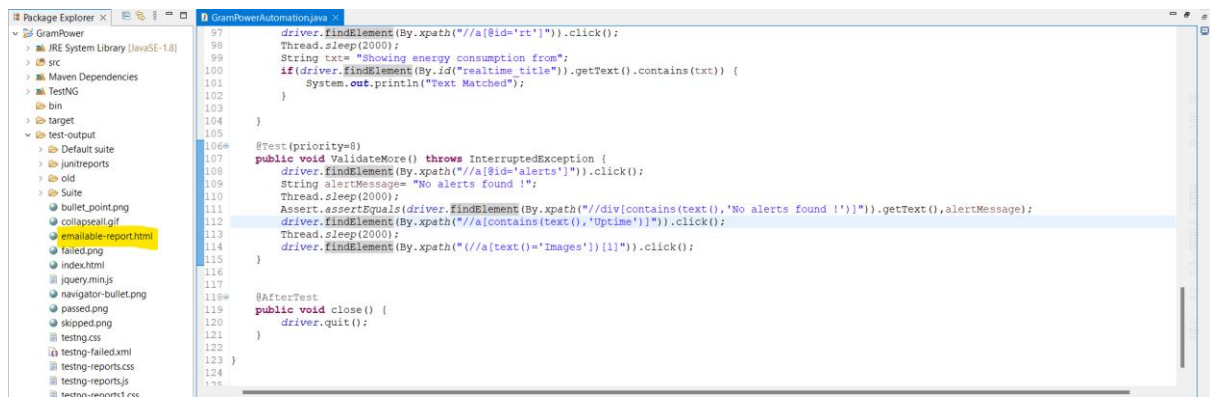 Package Explorer
GramPower
JRE System Library [JavaSE-1.8]
src
Maven Dependencies
TestNG
bin
target
test-output
Default suite
junitreports
old
Suite
bullet_point.png
collapseall.gif
emailable-report.html
failed.png
index.html
jquery.min.js
navigator-bullet.png
passed.png
skipped.png
testng.css
testng-failed.xml
testng-reports.css
testng-reports.js
testng-reports1.css
GramPowerAutomation.java
97 driver.findElement(By.xpath("//a[@id='rt']")).click();
98 Thread.sleep(2000);
99 String txt= "Showing energy consumption from";
100 if(driver.findElement(By.id("realtime_title")).getText().contains(txt)) {
101 System.out.println("Text Matched");
102 }
103
104 }
105
106 @Test(priority=8)
107 public void ValidateMore() throws InterruptedException {
108 driver.findElement(By.xpath("//a[@id='alerts']")).click();
109 String alertMessage= "No alerts found !";
110 Thread.sleep(2000);
111 Assert.assertEquals(driver.findElement(By.xpath("//div[contains(text(),'No alerts found !')]")).getText(),alertMessage);
112 driver.findElement(By.xpath("//a[contains(text(),'Uptime')]")).click();
113 Thread.sleep(2000);
114 driver.findElement(By.xpath("(//a[text()='Images'])[1]")).click();
115 }
116
117
118 @AfterTest
119 public void close() {
120 driver.quit();
121 }
122
123 }
124
125